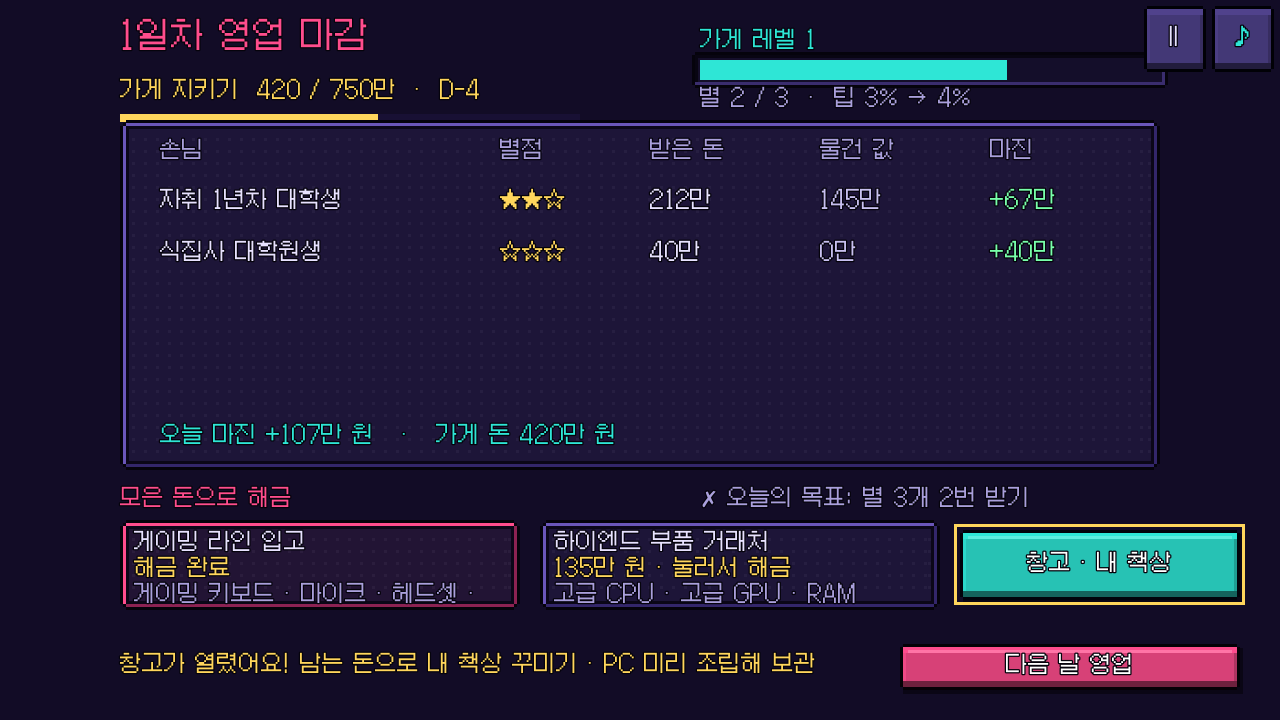 1일차 영업 마감
가게 레벨 1
가게 지키기 420 / 750만 · D-4
별 2 / 3 · 팁 3% → 4%
손님 별점 받은 돈 물건 값 마진
자취 1년차 대학생 ★★☆ 212만 145만 +67만
식집사 대학원생 ☆☆☆ 40만 0만 +40만
오늘 마진 +107만 원 · 가게 돈 420만 원
모은 돈으로 해금
✗ 오늘의 목표: 별 3개 2번 받기
게이밍 라인 입고
해금 완료
게이밍 키보드 · 마이크 · 헤드셋 ·
하이엔드 부품 거래처
135만 원 · 눌러서 해금
고급 CPU · 고급 GPU · RAM
창고 · 내 책상
창고가 열렸어요! 남는 돈으로 내 책상 꾸미기 · PC 미리 조립해 보관
다음 날 영업